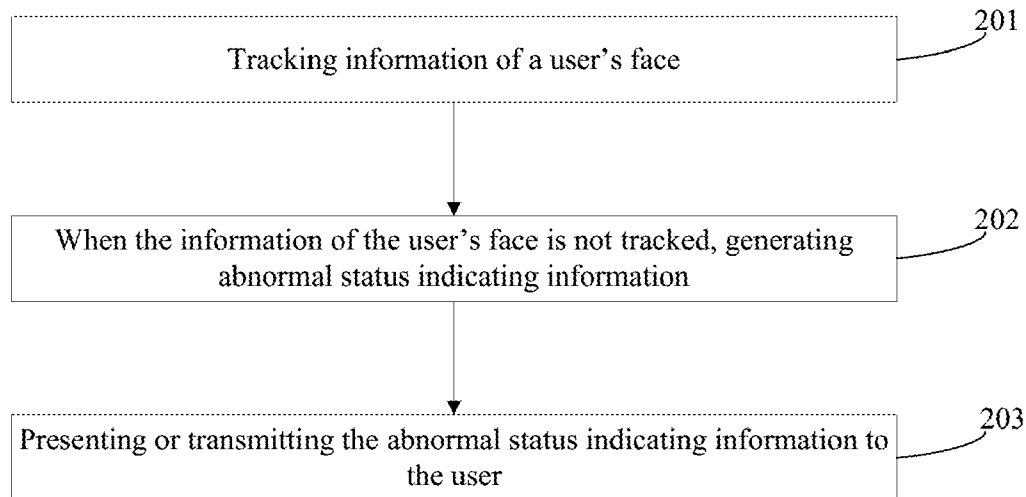 201
Tracking information of a user's face
202
When the information of the user's face is not tracked, generating
abnormal status indicating information
203
Presenting or transmitting the abnormal status indicating information to
the user